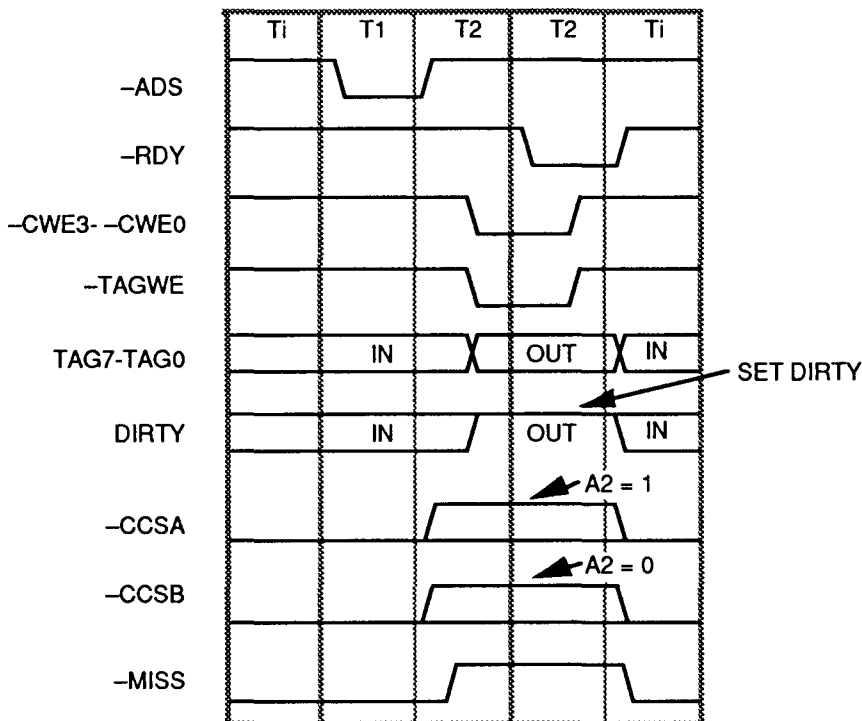 Ti T1 T2 T2 Ti
–ADS
–RDY
–CWE3- –CWE0
–TAGWE
TAG7-TAG0 IN OUT IN
SET DIRTY
DIRTY IN OUT IN
A2 = 1
–CCSA
A2 = 0
–CCSB
–MISS